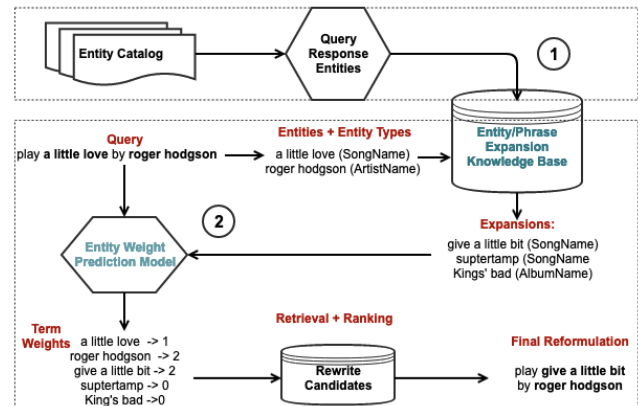 Entity Catalog
Query
Response
Entities
1
Query
play a little love by roger hodgson
Entities + Entity Types
a little love (SongName)
roger hodgson (ArtistName)
Entity/Phrase
Expansion
Knowledge Base
2
Entity Weight
Prediction Model
Expansions:
give a little bit (SongName)
suptertamp (SongName
Kings' bad (AlbumName)
Term
Weights
a little love -> 1
roger hodgson -> 2
give a little bit -> 2
suptertamp -> 0
King's bad ->0
Retrieval + Ranking
Rewrite
Candidates
Final Reformulation
play give a little bit
by roger hodgson